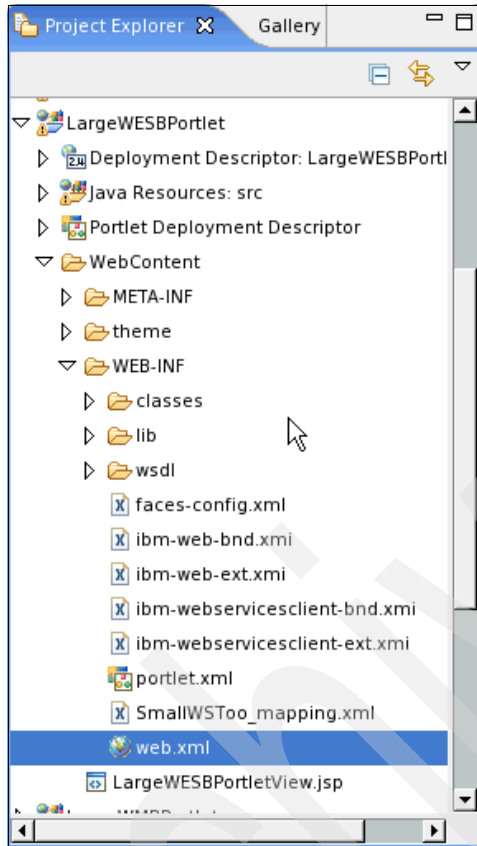 Project Explorer Gallery
LargeWESBPortlet
2.4 Deployment Descriptor: LargeWESBPortl
Java Resources: src
Portlet Deployment Descriptor
WebContent
META-INF
theme
WEB-INF
classes
lib
wsdl
X faces-config.xml
X ibm-web-bnd.xmi
X ibm-web-ext.xmi
X ibm-webservicesclient-bnd.xmi
X ibm-webservicesclient-ext.xmi
portlet.xml
X SmallWSToo_mapping.xml
web.xml
LargeWESBPortletView.jsp